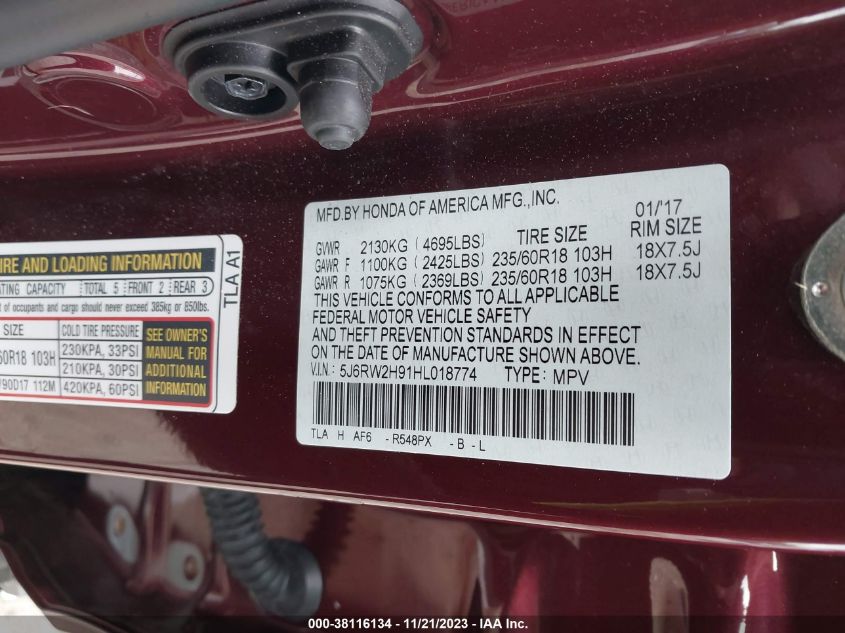 MFD.BY HONDA OF AMERICA MFG.,INC. 01/'17
GVWR 2130KG ( 4695LBS) TIRE SIZE RIM SIZE
GAWR F 1100KG ( 2425LBS) 235/60R18 103H 18X7.5J
GAWR R 1075KG ( 2369LBS) 235/60R18 103H 18X7.5J
THIS VEHICLE CONFORMS TO ALL APPLICABLE
FEDERAL MOTOR VEHICLE SAFETY
AND THEFT PREVENTION STANDARDS IN EFFECT
ON THE DATE OF MANUFACTURE SHOWN ABOVE.
V.I.N: 5J6RW2H91HL018774 TYPE: MPV
TLA H AF6 - R548PX - B - L
IRE AND LOADING INFORMATION
TLA A1
ATING CAPACITY TOTAL 5 FRONT 2 REAR 3
t of occupants and cargo should never exceed 385kg or 850lbs.
SIZE COLD TIRE PRESSURE
60R18 103H 230KPA, 33PSI
210KPA, 30PSI
/90D17 112M 420KPA, 60PSI
SEE OWNER'S
MANUAL FOR
ADDITIONAL
INFORMATION
000-38116134 - 11/21/2023 - IAA Inc.